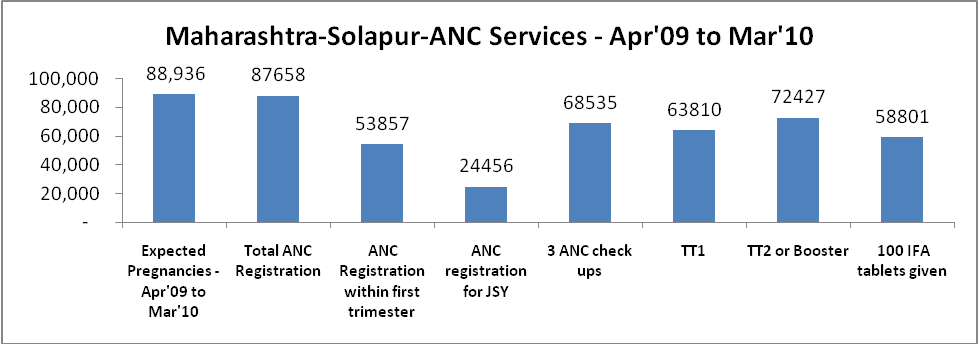 Maharashtra-Solapur-ANC Services - Apr'09 to Mar'10
100,000
80,000
60,000
40,000
20,000
-
88,936
87658
53857
24456
68535
63810
72427
58801
Expected
Pregnancies -
Apr'09 to
Mar'10
Total ANC
Registration
ANC
Registration
within first
trimester
ANC
registration
for JSY
3 ANC check
ups
TT1
TT2 or Booster
100 IFA
tablets given